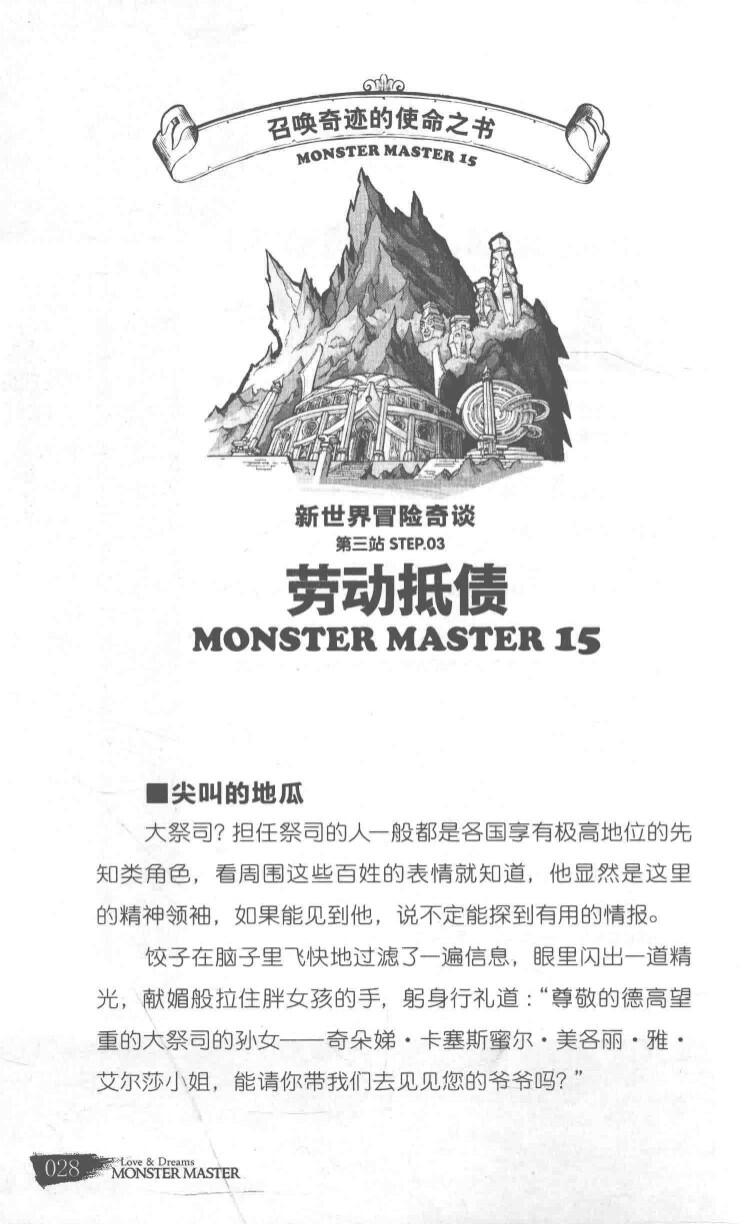 召唤奇迹的使命之书
MONSTER MASTER 15
新世界冒险奇谈
第三站 STEP.03
劳动抵债
MONSTER MASTER 15
■尖叫的地瓜
大祭司？担任祭司的人一般都是各国享有极高地位的先
知类角色，看周围这些百姓的表情就知道，他显然是这里
的精神领袖，如果能见到他，说不定能探到有用的情报。
饺子在脑子里飞快地过滤了一遍信息，眼里闪出一道精
光，献媚般拉住胖女孩的手，躬身行礼道：“尊敬的德高望
重的大祭司的孙女——奇朵娣·卡塞斯蜜尔·美各丽·雅·
艾尔莎小姐，能请你带我们去见见您的爷爷吗？”
028
Love & Dreams
MONSTER MASTER